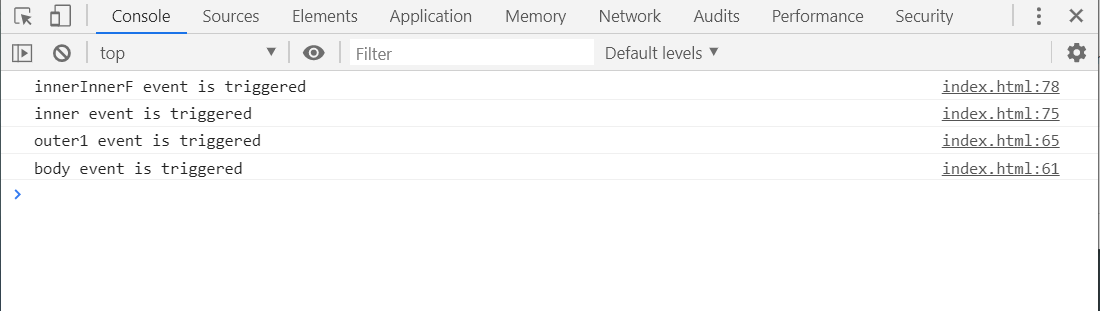 Console Sources Elements Application Memory Network Audits Performance Security
top Filter Default levels
innerInnerF event is triggered index.html:78
inner event is triggered index.html:75
outer1 event is triggered index.html:65
body event is triggered index.html:61